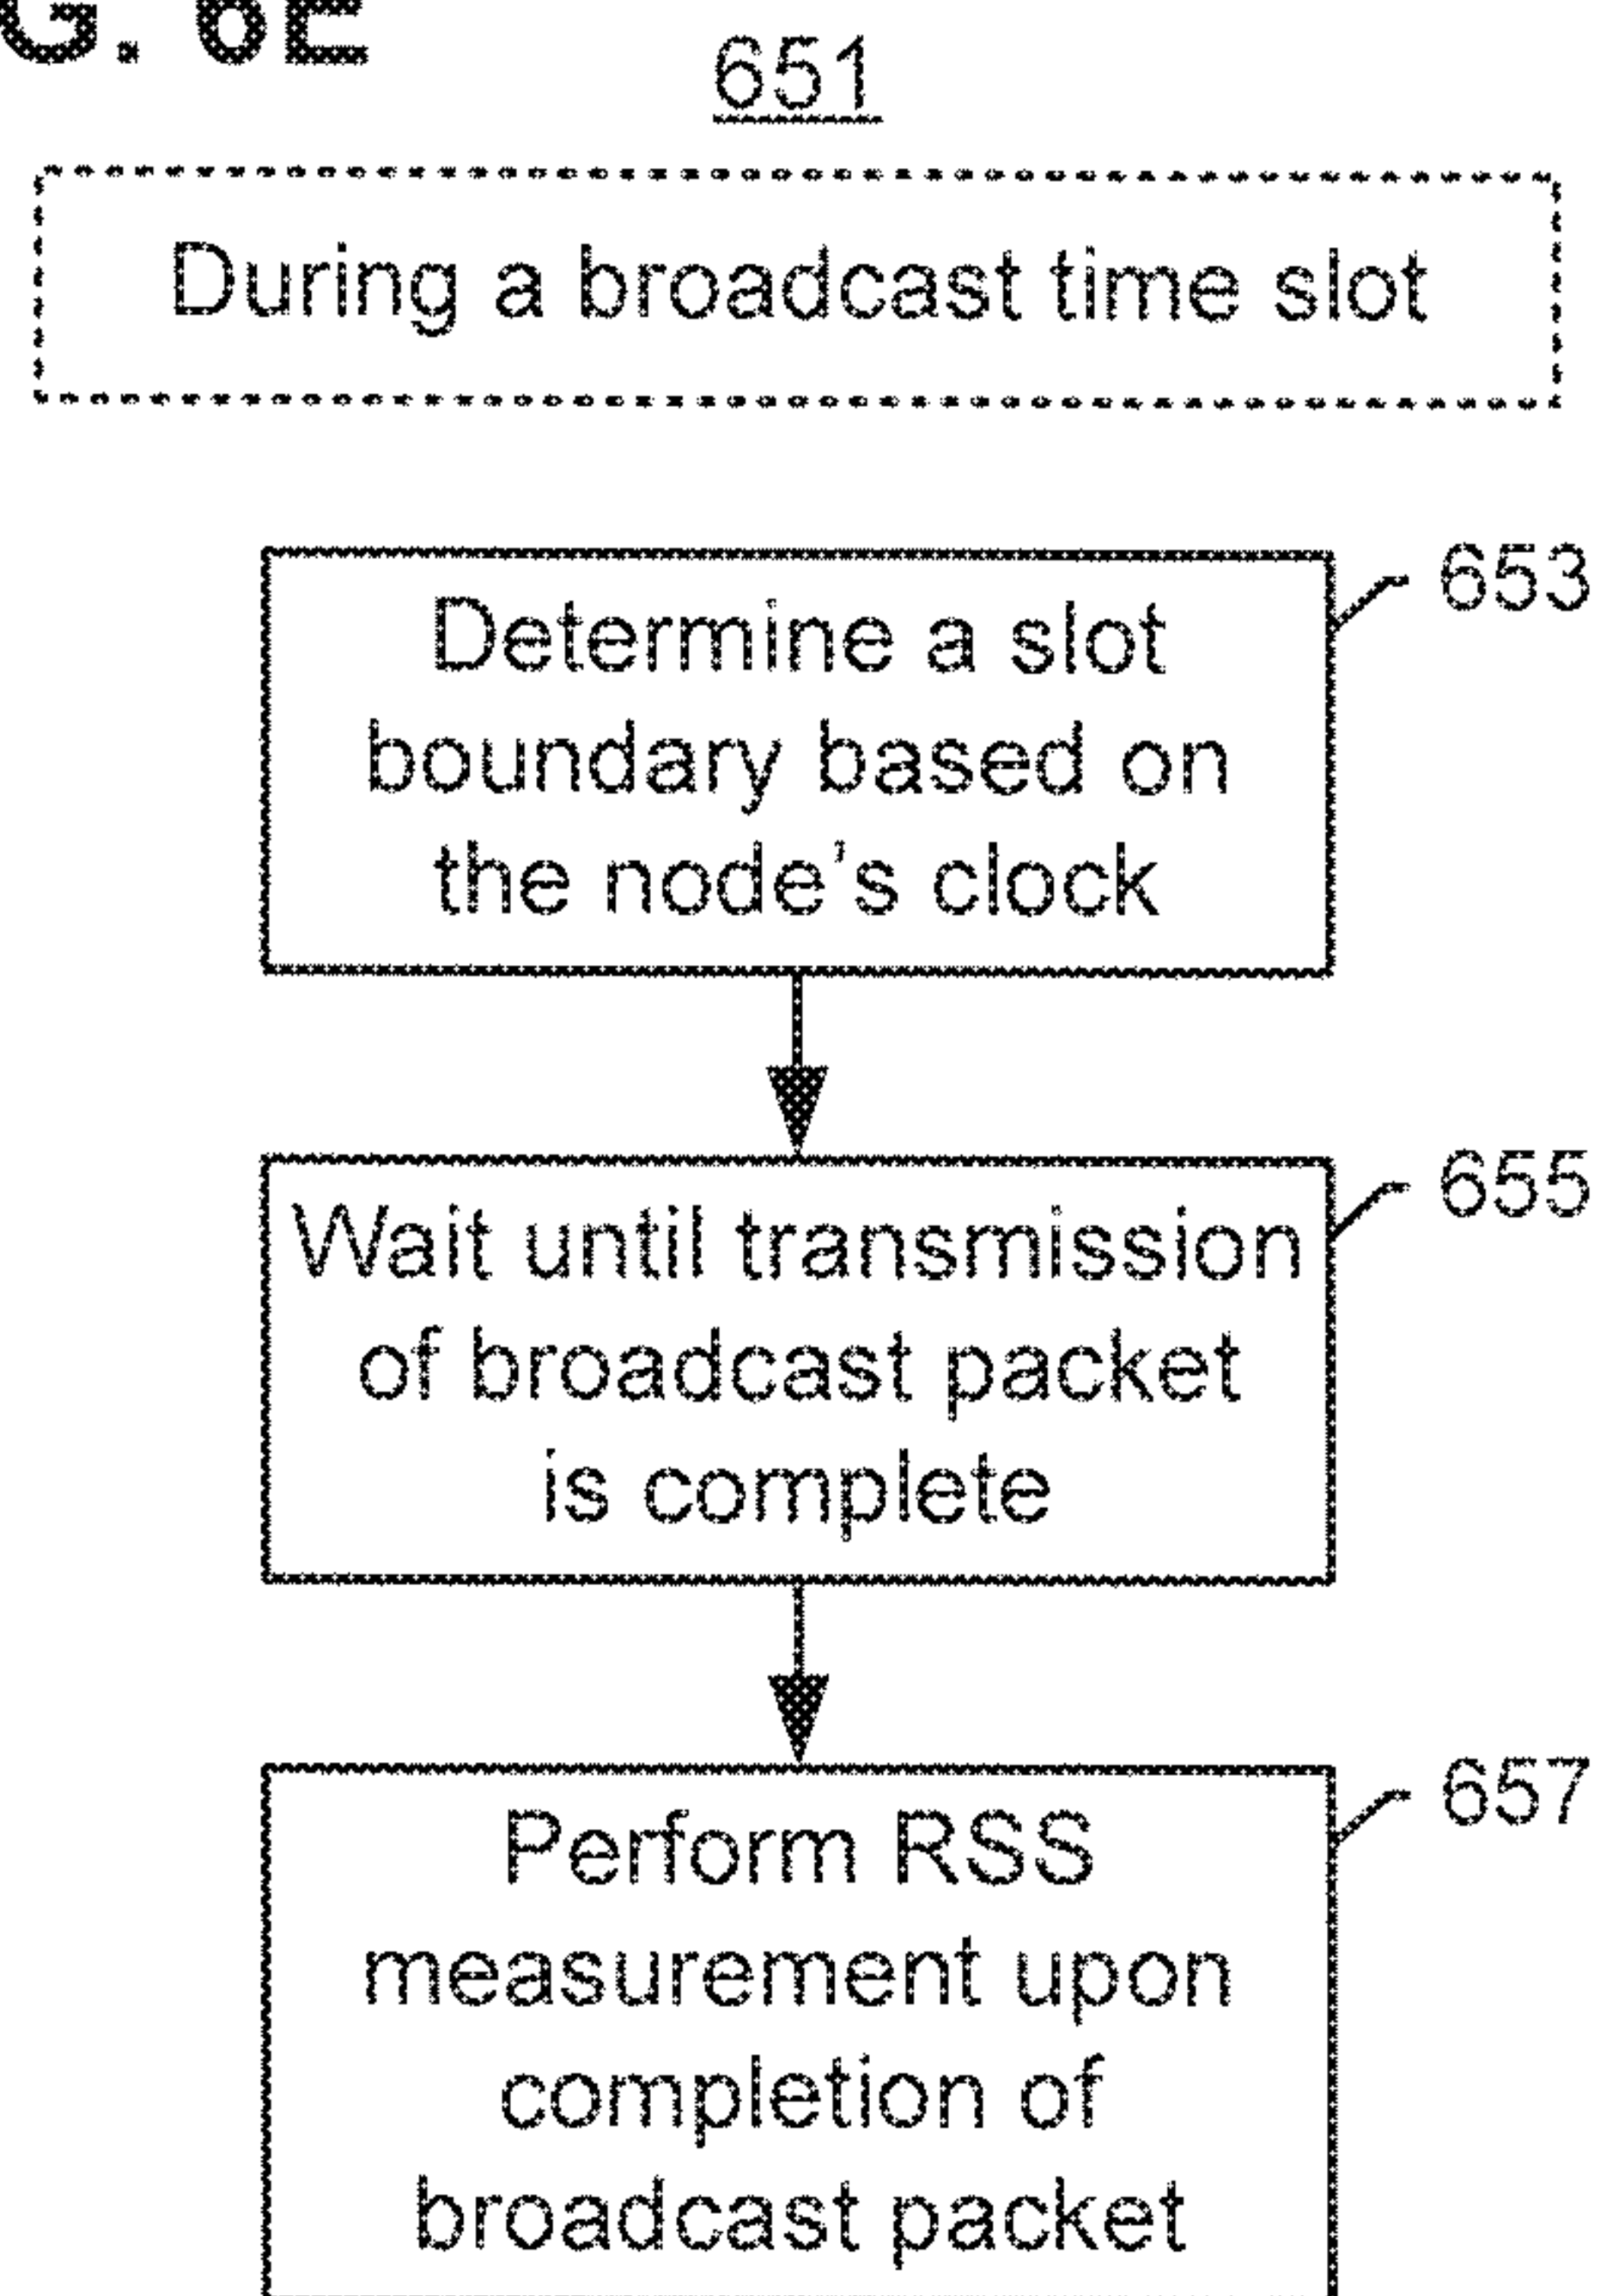 G. 6E
651
During a broadcast time slot
653
Determine a slot
boundary based on
the node's clock
655
Wait until transmission
of broadcast packet
is complete
657
Perform RSS
measurement upon
completion of
broadcast packet